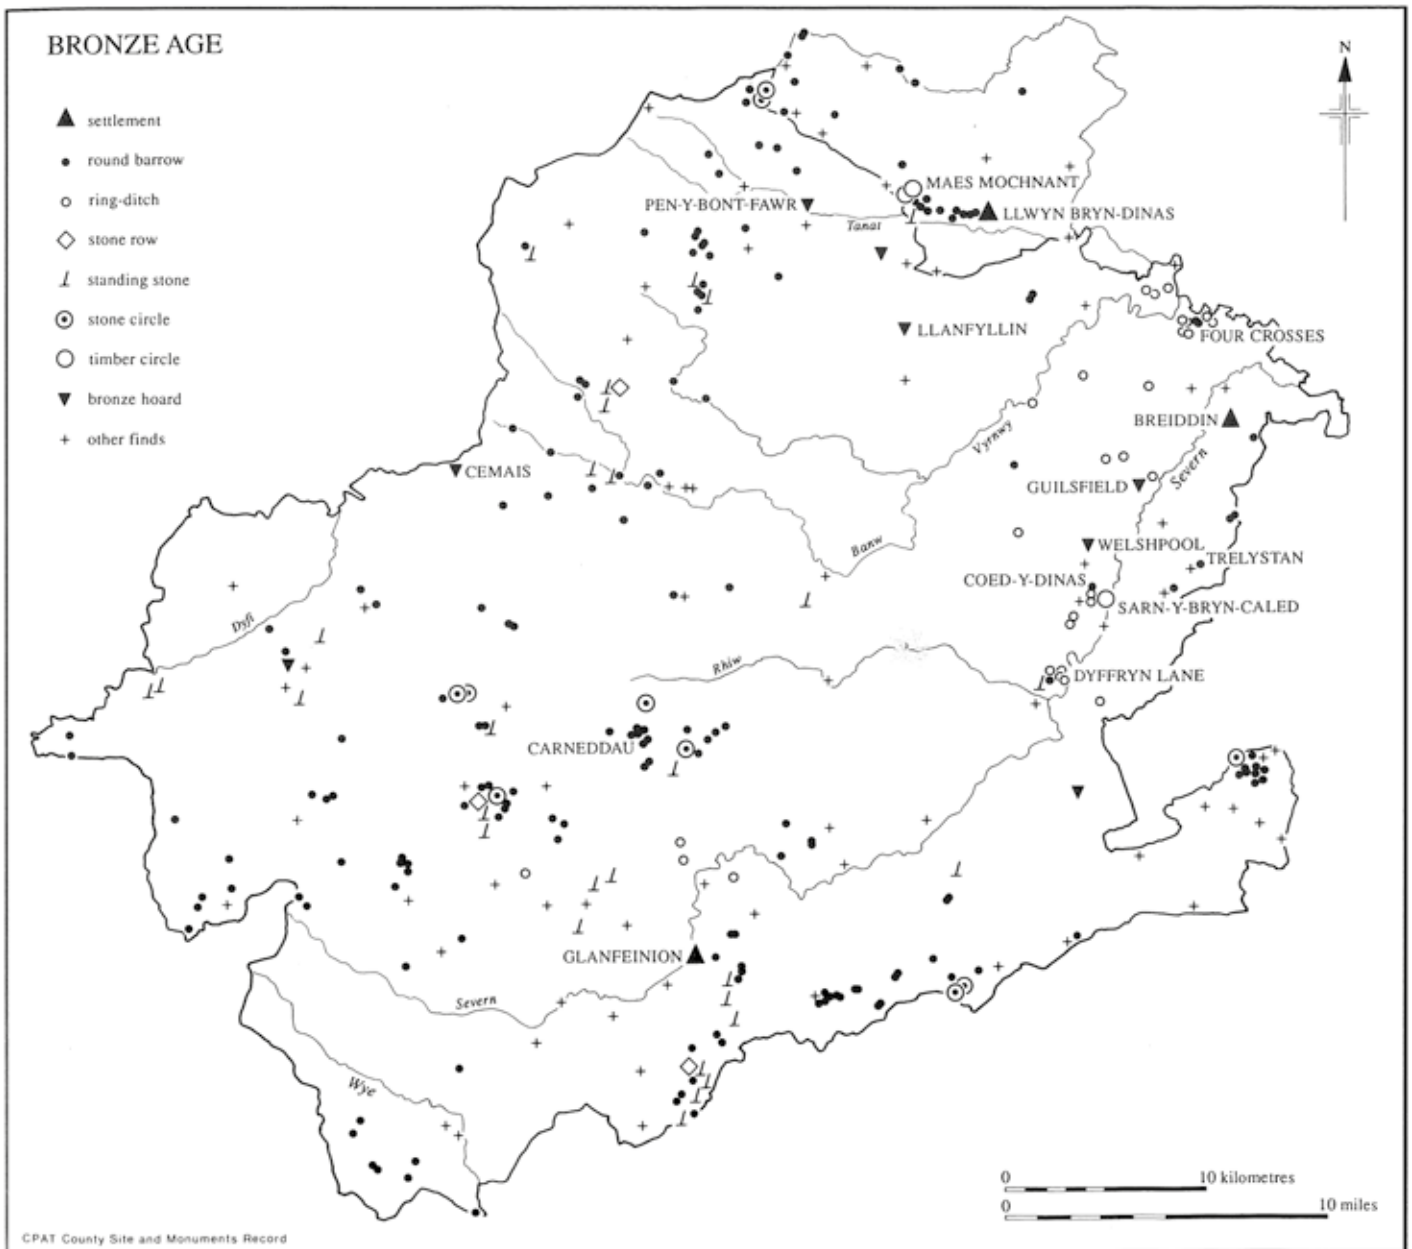 BRONZE AGE
N
settlement
round barrow
ring-ditch
stone row
standing stone
stone circle
timber circle
bronze hoard
other finds
MAES MOCHNANT
PEN-Y-BONT-FAWR
LLWYN BRYN-DINAS
Tanat
LLANFYLLIN
FOUR CROSSES
BREIDDIN
Vyrnwy
Severn
CEMAIS
GUILSFIELD
Banw
WELSHPOOL
TRELYSTAN
COED-Y-DINAS
SARN-Y-BRYN-CALED
Dyfi
Rhiw
DYFFRYN LANE
CARNEDDAU
GLANFEINION
Severn
Wye
0 10 kilometres
0 10 miles
CPAT County Site and Monuments Record